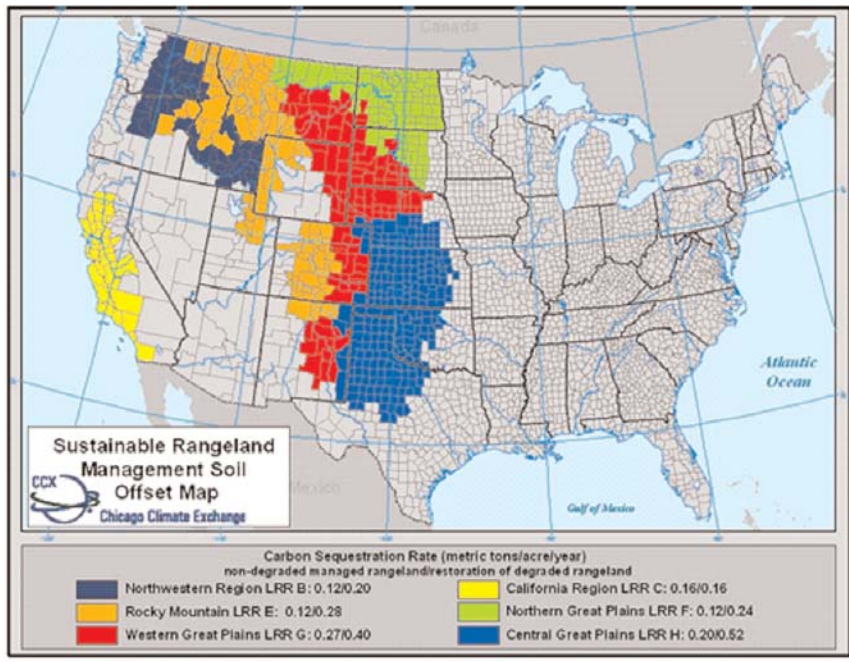 Canada
Atlantic
Ocean
Gulf of Mexico
Mexico
Sustainable Rangeland
Management Soil
Offset Map
CCX
Chicago Climate Exchange
Carbon Sequestration Rate (metric tons/acre/year)
non-degraded managed rangeland/restoration of degraded rangeland
Northwestern Region LRR B: 0.12/0.20
California Region LRR C: 0.16/0.16
Rocky Mountain LRR E: 0.12/0.28
Northern Great Plains LRR F: 0.12/0.24
Western Great Plains LRR G: 0.27/0.40
Central Great Plains LRR H: 0.20/0.52